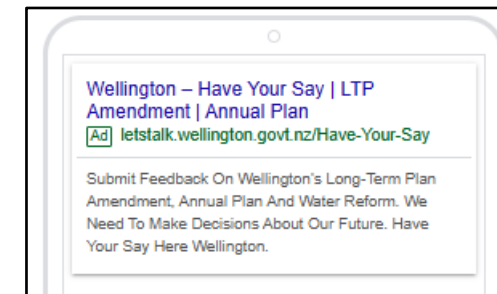 Wellington – Have Your Say | LTP
Amendment | Annual Plan
Ad letstalk.wellington.govt.nz/Have-Your-Say
Submit Feedback On Wellington's Long-Term Plan
Amendment, Annual Plan And Water Reform. We
Need To Make Decisions About Our Future. Have
Your Say Here Wellington.